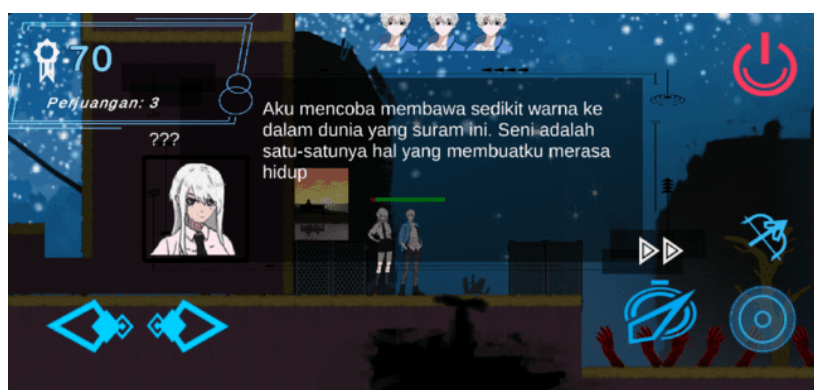 70
Perjuangan: 3
???
Aku mencoba membawa sedikit warna ke
dalam dunia yang suram ini. Seni adalah
satu-satunya hal yang membuatku merasa
hidup